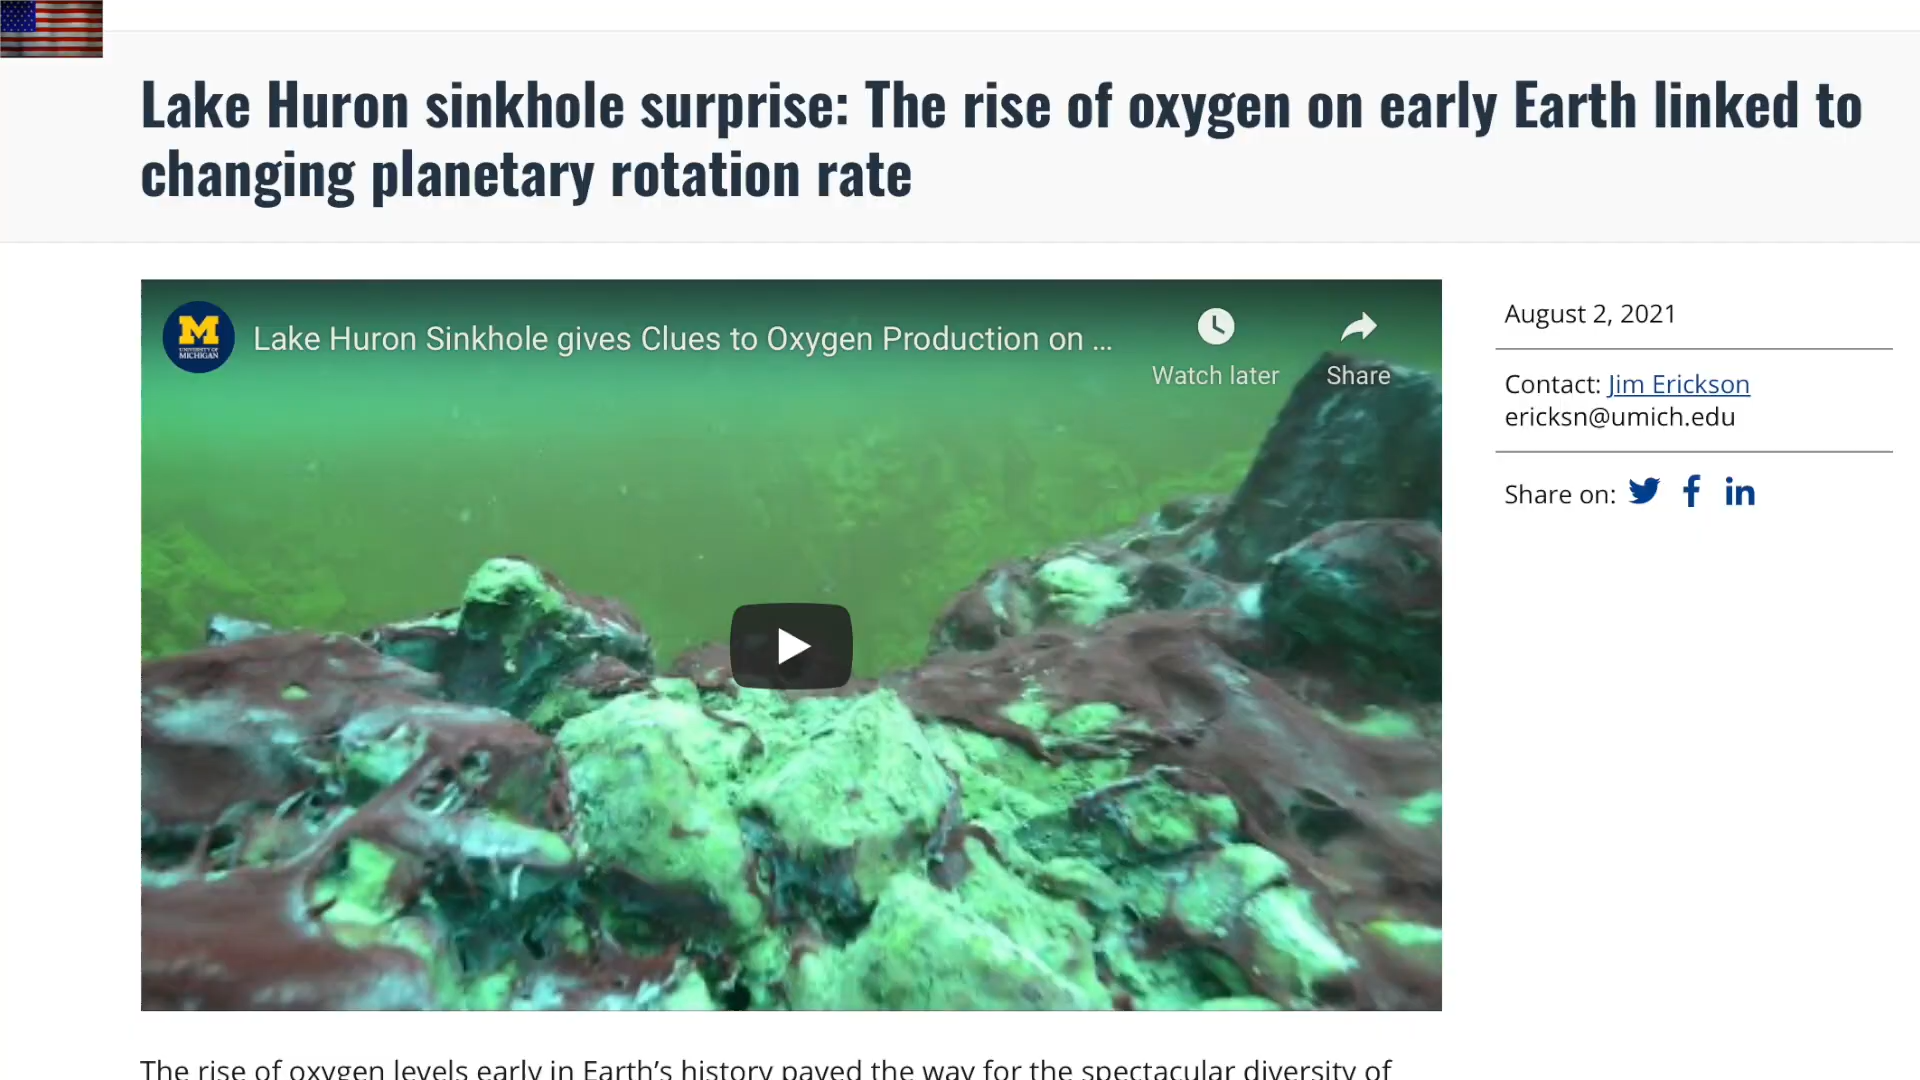 Lake Huron sinkhole surprise: The rise of oxygen on early Earth linked to
changing planetary rotation rate
M
UNIVERSITY OF
MICHIGAN
Lake Huron Sinkhole gives Clues to Oxygen Production on ...
Watch later
Share
August 2, 2021
Contact: Jim Erickson
ericksn@umich.edu
Share on:
The rise of oxygen levels early in Earth's history paved the way for the spectacular diversity of